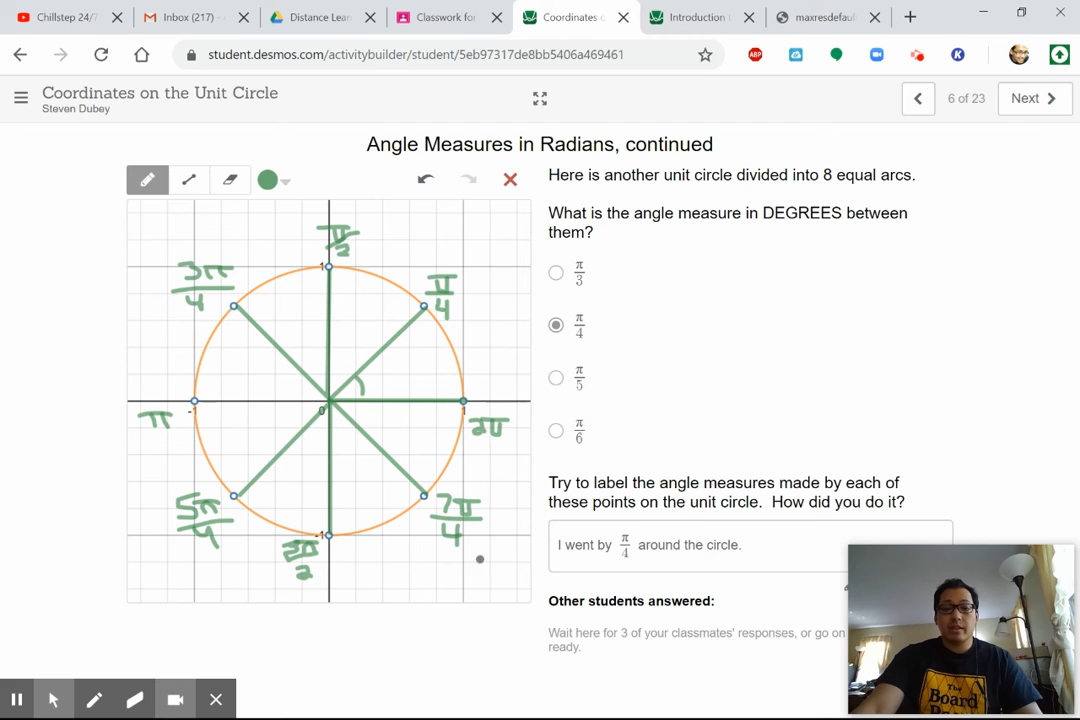 Chillstep 24/7
Inbox (217) -
Distance Lear
Classwork for
Coordinates o
Introduction t
maxresdefaul
student.desmos.com/activitybuilder/student/5eb97317de8bb5406a469461
ABP
K
Coordinates on the Unit Circle
Steven Dubey
6 of 23
Next
Angle Measures in Radians, continued
Here is another unit circle divided into 8 equal arcs.
What is the angle measure in DEGREES between
them?
π/3
π/4
π/5
π/6
π/2
3π/4
π/4
1
π
-1
0
1
2π
5π/4
-1
3π/2
7π/4
Try to label the angle measures made by each of
these points on the unit circle. How did you do it?
I went by π/4 around the circle.
Other students answered:
Wait here for 3 of your classmates' responses, or go on
ready.
The
Board